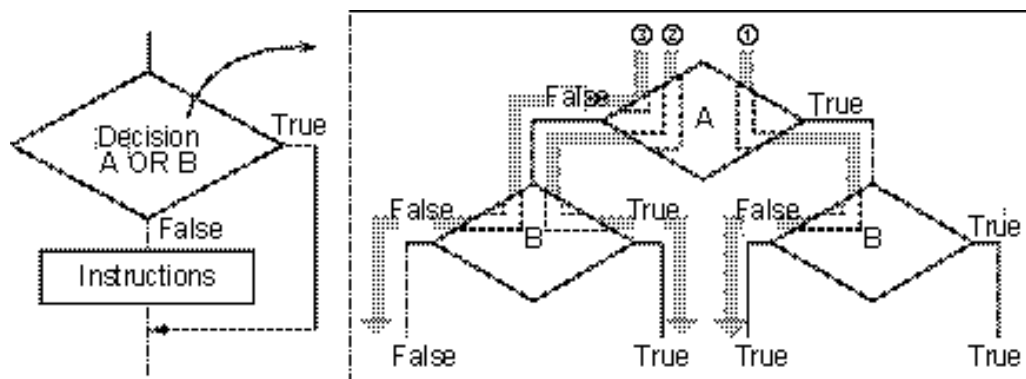 Decision
A OR B
True
False
Instructions
③ ② ①
False
A
True
False
B
True
False
B
True
False
True
True
True